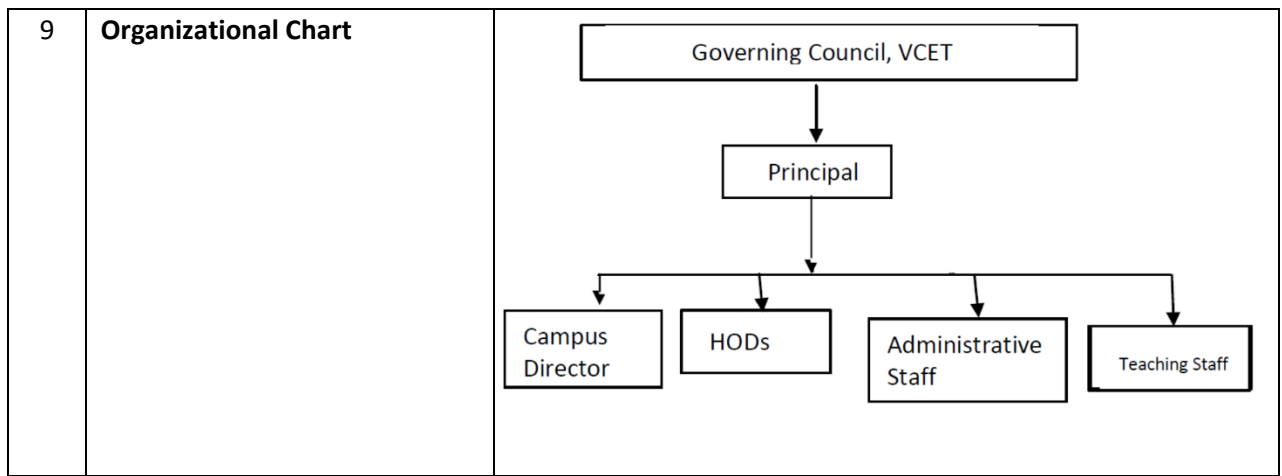 9
Organizational Chart
Governing Council, VCET
Principal
Campus
Director
HODs
Administrative
Staff
Teaching Staff